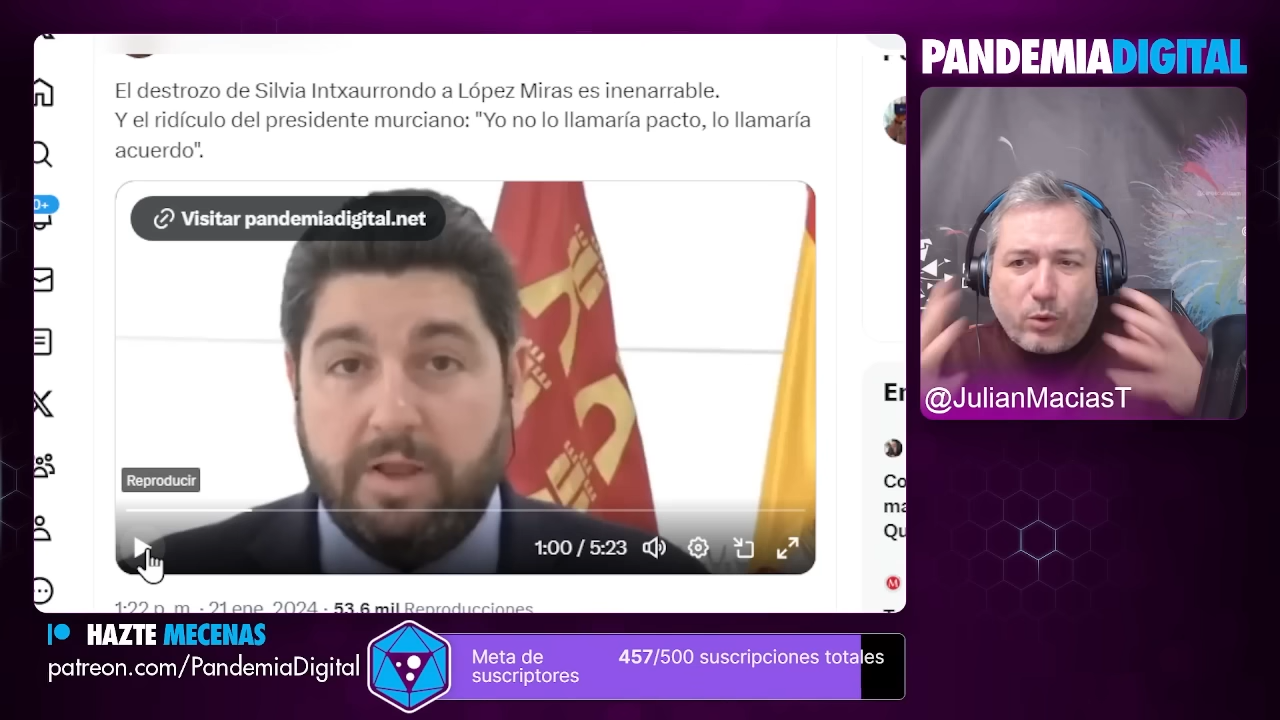 El destrozo de Silvia Intxaurrondo a López Miras es inenarrable.
Y el ridículo del presidente murciano: "Yo no lo llamaría pacto, lo llamaría
acuerdo".
Visitar pandemiadigital.net
Reproducir
1:00 / 5:23
1:22 p. m. · 21 ene. 2024 · 53,6 mil Reproducciones
0+
PANDEMIADIGITAL
@JulianMaciasT
HAZTE MECENAS
patreon.com/PandemiaDigital
Meta de
suscriptores
457/500 suscripciones totales